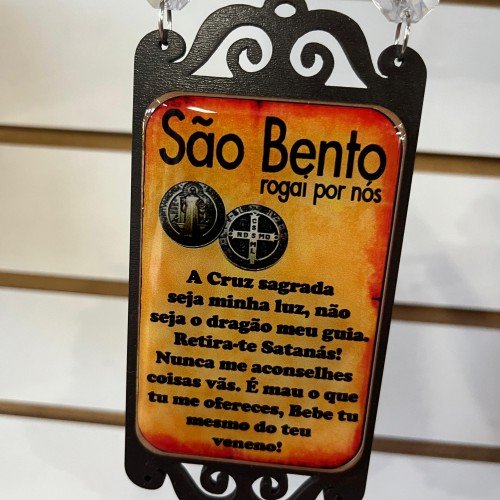 São Bento
rogai por nós
C
S
N D S M D
M
L
A Cruz sagrada
seja minha luz, não
seja o dragão meu guia.
Retira-te Satanás!
Nunca me aconselhes
coisas vãs. É mau o que
tu me ofereces, Bebe tu
mesmo do teu
veneno!